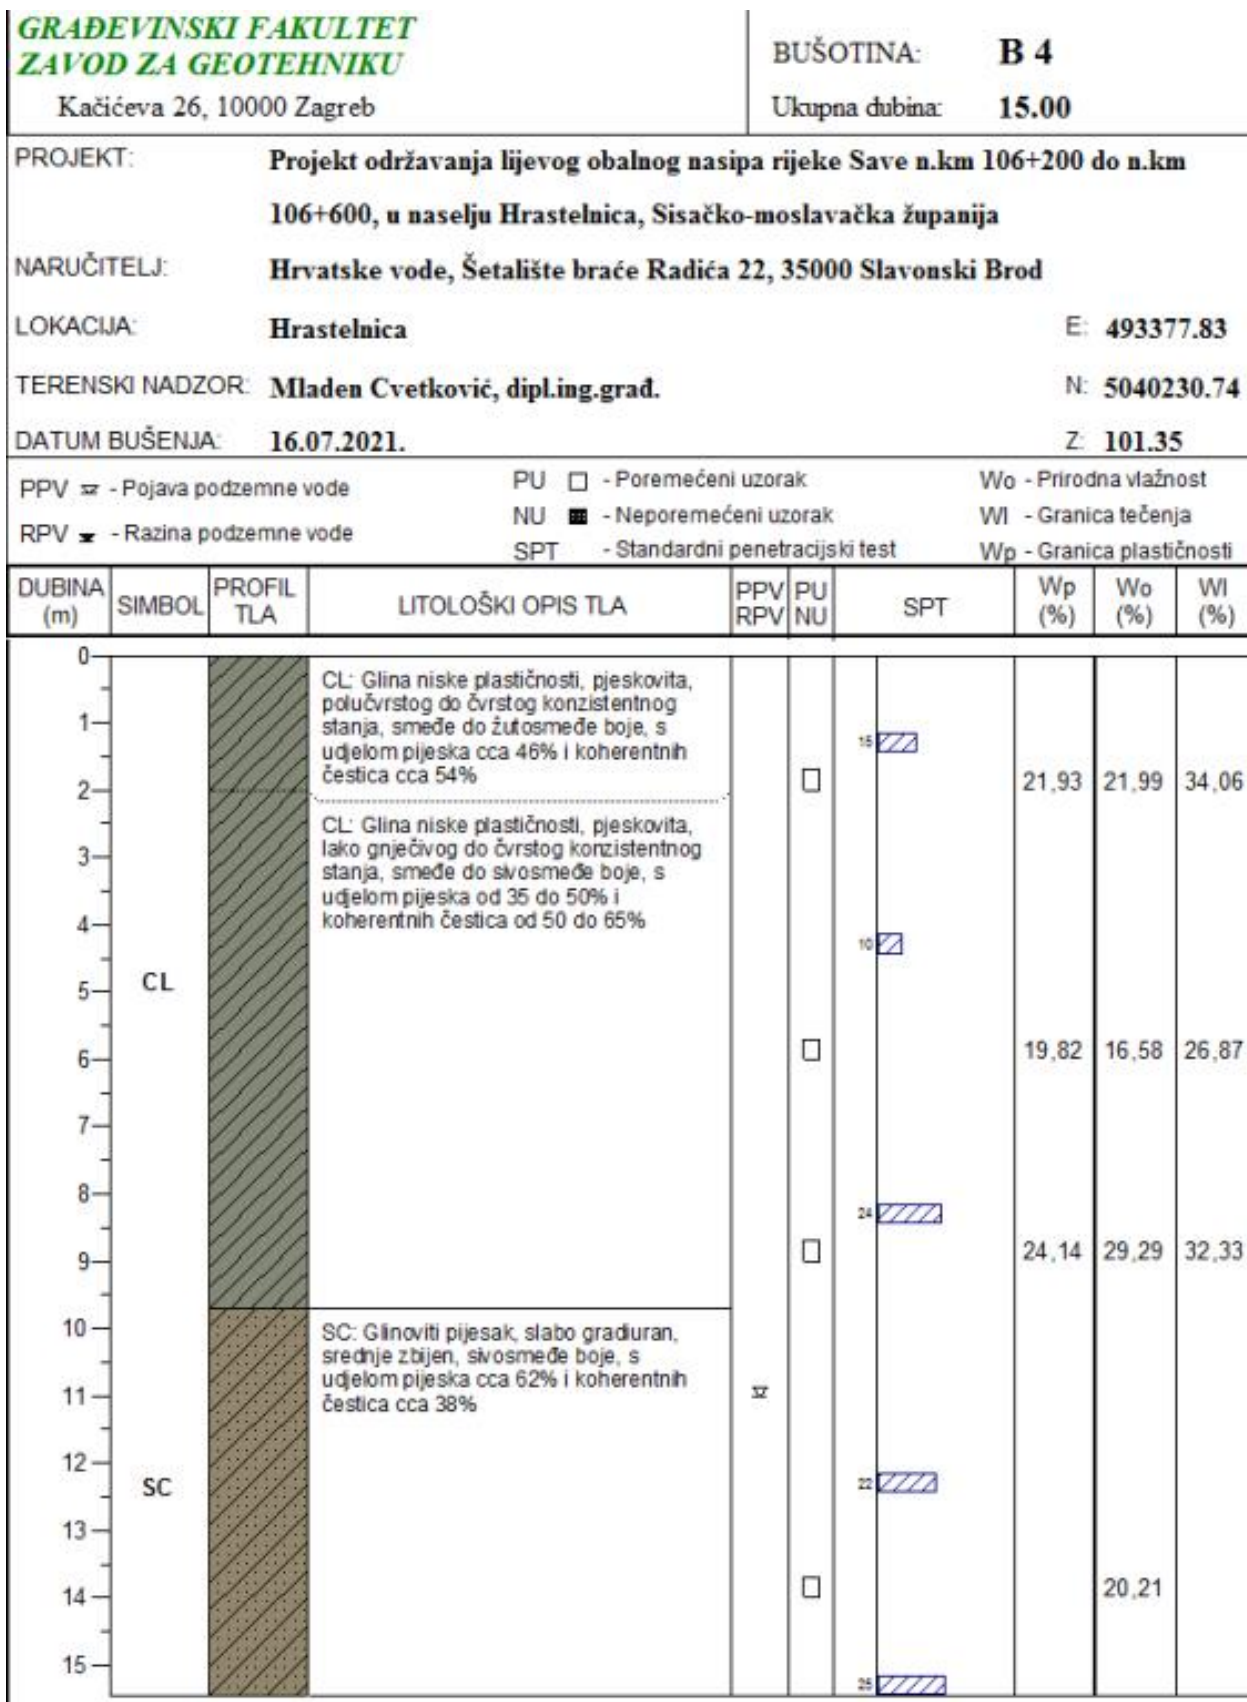 GRAĐEVINSKI FAKULTET
ZAVOD ZA GEOTEHNIKU
Kačićeva 26, 10000 Zagreb
BUŠOTINA: B 4
Ukupna dubina: 15.00
PROJEKT: Projekt održavanja lijevog obalnog nasipa rijeke Save n.km 106+200 do n.km
106+600, u naselju Hrastelnica, Sisačko-moslavačka županija
NARUČITELJ: Hrvatske vode, Šetalište braće Radića 22, 35000 Slavonski Brod
LOKACIJA: Hrastelnica E: 493377.83
TERENSKI NADZOR: Mladen Cvetković, dipl.ing.građ. N: 5040230.74
DATUM BUŠENJA: 16.07.2021. Z: 101.35
PPV - Pojava podzemne vode
RPV - Razina podzemne vode
PU - Poremećeni uzorak
NU - Neporemećeni uzorak
SPT - Standardni penetracijski test
Wo - Prirodna vlažnost
Wl - Granica tečenja
Wp - Granica plastičnosti
DUBINA (m)
SIMBOL
PROFIL TLA
LITOLOŠKI OPIS TLA
PPV RPV
PU NU
SPT
Wp (%)
Wo (%)
Wl (%)
0
1
2
3
4
5
6
7
8
9
10
11
12
13
14
15
CL
SC
CL: Glina niske plastičnosti, pjeskovita,
polučvrstog do čvrstog konzistentnog
stanja, smeđe do žutosmeđe boje, s
udjelom pijeska cca 46% i koherentnih
čestica cca 54%
CL: Glina niske plastičnosti, pjeskovita,
lako gnječivog do čvrstog konzistentnog
stanja, smeđe do sivosmeđe boje, s
udjelom pijeska od 35 do 50% i
koherentnih čestica od 50 do 65%
SC: Glinoviti pijesak, slabo gradiuran,
srednje zbijen, sivosmeđe boje, s
udjelom pijeska cca 62% i koherentnih
čestica cca 38%
15
10
24
22
25
21,93 21,99 34,06
19,82 16,58 26,87
24,14 29,29 32,33
20,21